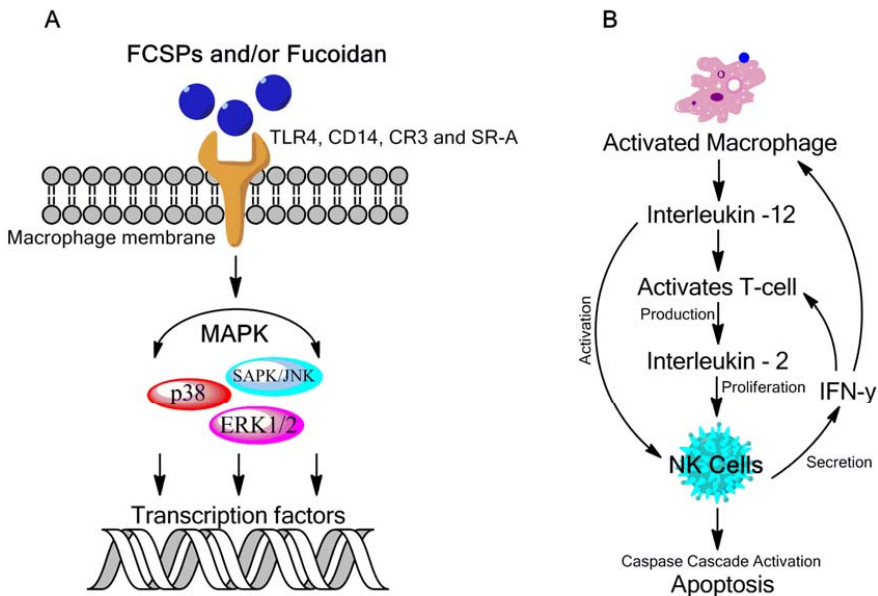 A
FCSPs and/or Fucoidan
TLR4, CD14, CR3 and SR-A
Macrophage membrane
MAPK
SAPK/JNK
p38
ERK1/2
Transcription factors
B
Activated Macrophage
Interleukin -12
Activation
Activates T-cell
Production
Interleukin - 2
Proliferation
IFN-y
NK Cells
Secretion
Caspase Cascade Activation
Apoptosis